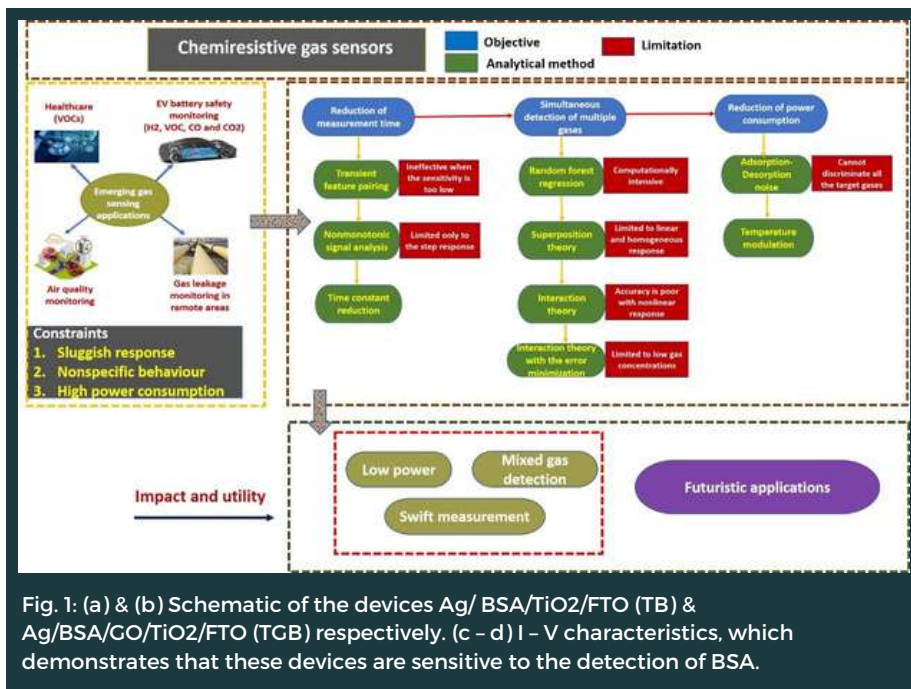 Chemiresistive gas sensors
Objective
Limitation
Analytical method
Healthcare
(VOCs)
EV battery safety
monitoring
(H2, VOC, CO and CO2)
Emerging gas
sensing
applications
Air quality
monitoring
Gas leakage
monitoring in
remote areas
Constraints
1. Sluggish response
2. Nonspecific behaviour
3. High power consumption
Reduction of
measurement time
Transient
feature pairing
Ineffective when
the sensitivity is
too low
Nonmonotonic
signal analysis
Limited only to
the step response
Time constant
reduction
Simultaneous
detection of multiple
gases
Random forest
regression
Computationally
intensive
Superposition
theory
Limited to linear
and homogeneous
response
Interaction
theory
Accuracy is poor
with nonlinear
response
Interaction theory
with the error
minimization
Limited to low gas
concentrations
Reduction of power
consumption
Adsorption-
Desorption
noise
Cannot
discriminate all
the target gases
Temperature
modulation
Impact and utility
Low power
Mixed gas
detection
Swift measurement
Futuristic applications
Fig. 1: (a) & (b) Schematic of the devices Ag/ BSA/TiO2/FTO (TB) &
Ag/BSA/GO/TiO2/FTO (TGB) respectively. (c – d) I – V characteristics, which
demonstrates that these devices are sensitive to the detection of BSA.